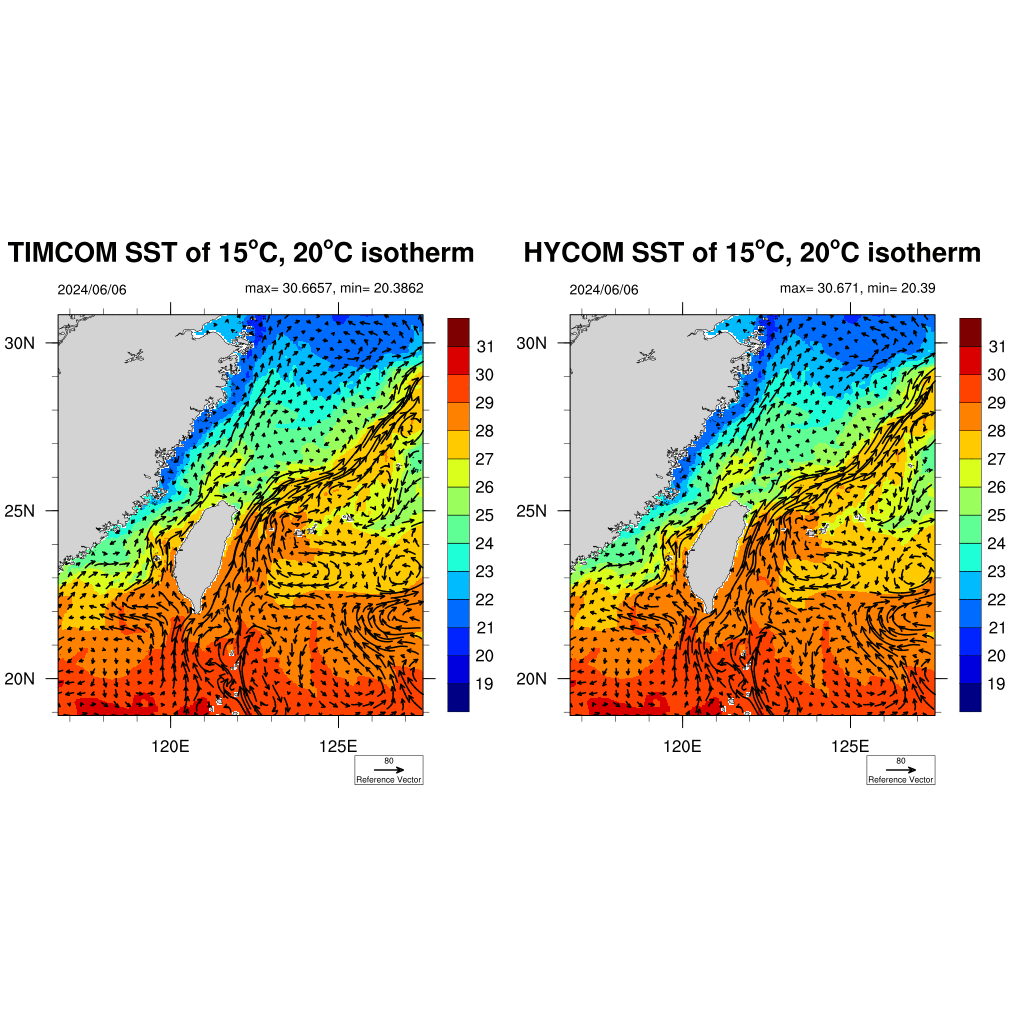 TIMCOM SST of 15°C, 20°C isotherm
2024/06/06
max= 30.6657, min= 20.3862
30N
25N
20N
120E
125E
31
30
29
28
27
26
25
24
23
22
21
20
19
80
Reference Vector
HYCOM SST of 15°C, 20°C isotherm
2024/06/06
max= 30.671, min= 20.39
30N
25N
20N
120E
125E
31
30
29
28
27
26
25
24
23
22
21
20
19
80
Reference Vector